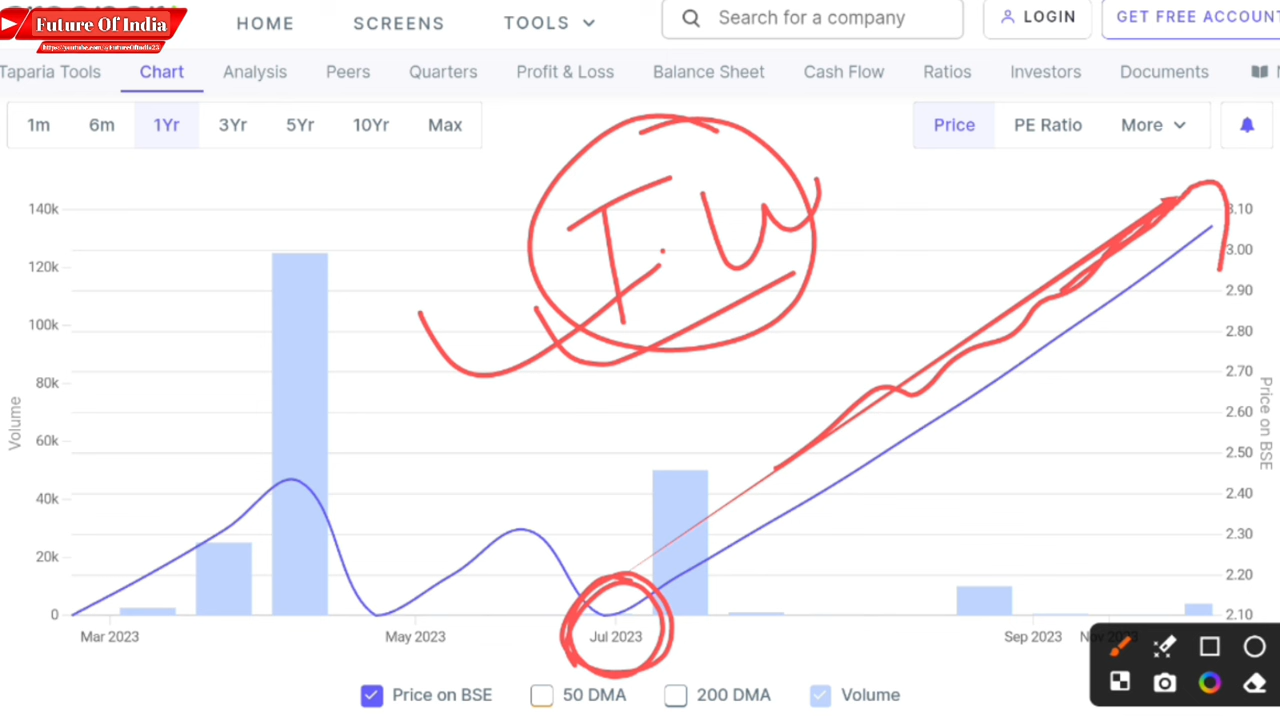 Future Of India
https://youtube.com/@FutureOfIndia23
HOME SCREENS TOOLS
Search for a company
LOGIN
GET FREE ACCOUNT
Taparia Tools Chart Analysis Peers Quarters Profit & Loss Balance Sheet Cash Flow Ratios Investors Documents
1m 6m 1Yr 3Yr 5Yr 10Yr Max
Price PE Ratio More
140k
120k
100k
80k
60k
40k
20k
0
Volume
3.10
3.00
2.90
2.80
2.70
2.60
2.50
2.40
2.30
2.20
2.10
Price on BSE
Mar 2023 May 2023 Jul 2023 Sep 2023 Nov 2023
Price on BSE 50 DMA 200 DMA Volume